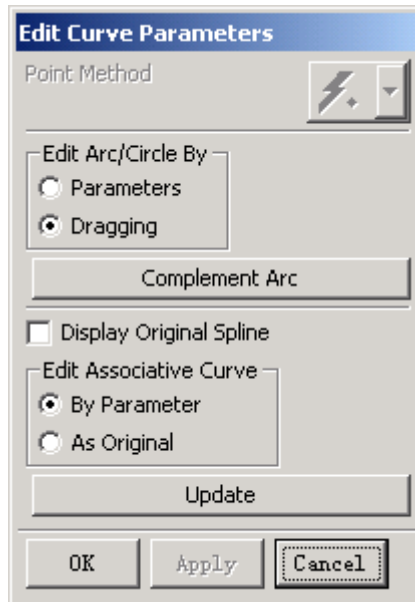 Edit Curve Parameters
Point Method
Edit Arc/Circle By
Parameters
Dragging
Complement Arc
Display Original Spline
Edit Associative Curve
By Parameter
As Original
Update
OK Apply Cancel